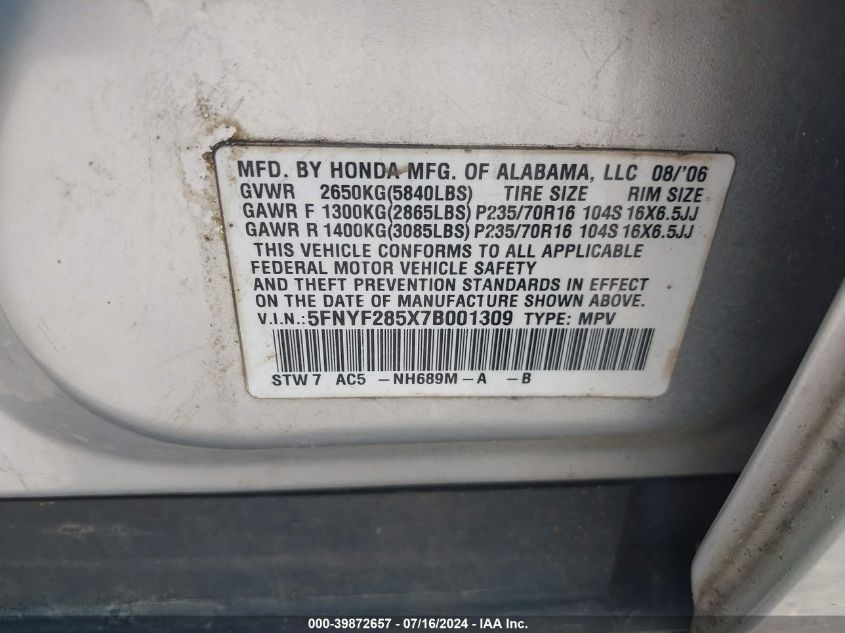 MFD. BY HONDA MFG. OF ALABAMA, LLC 08/'06
GVWR 2650KG(5840LBS) TIRE SIZE RIM SIZE
GAWR F 1300KG(2865LBS) P235/70R16 104S 16X6.5JJ
GAWR R 1400KG(3085LBS) P235/70R16 104S 16X6.5JJ
THIS VEHICLE CONFORMS TO ALL APPLICABLE
FEDERAL MOTOR VEHICLE SAFETY
AND THEFT PREVENTION STANDARDS IN EFFECT
ON THE DATE OF MANUFACTURE SHOWN ABOVE.
V.I.N.: 5FNYF285X7B001309 TYPE: MPV
STW7 AC5 -NH689M-A -B
000-39872657 - 07/16/2024 - IAA Inc.